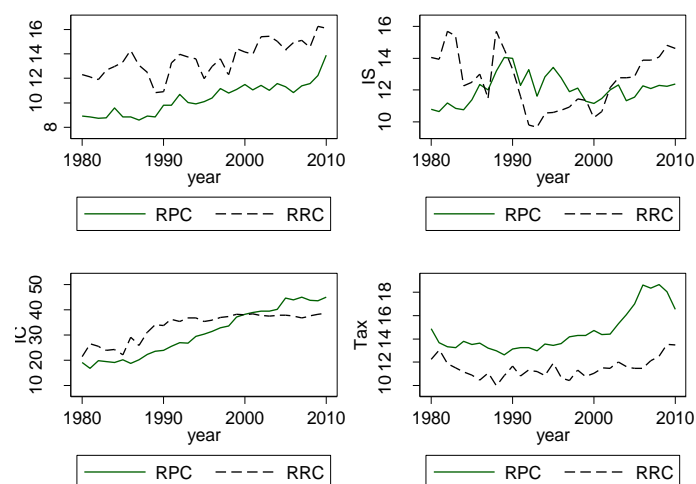 8 10 12 14 16
1980 1990 2000 2010
year
RPC RRC
IS
10 12 14 16
1980 1990 2000 2010
year
RPC RRC
IC
10 20 30 40 50
1980 1990 2000 2010
year
RPC RRC
Tax
10 12 14 16 18
1980 1990 2000 2010
year
RPC RRC